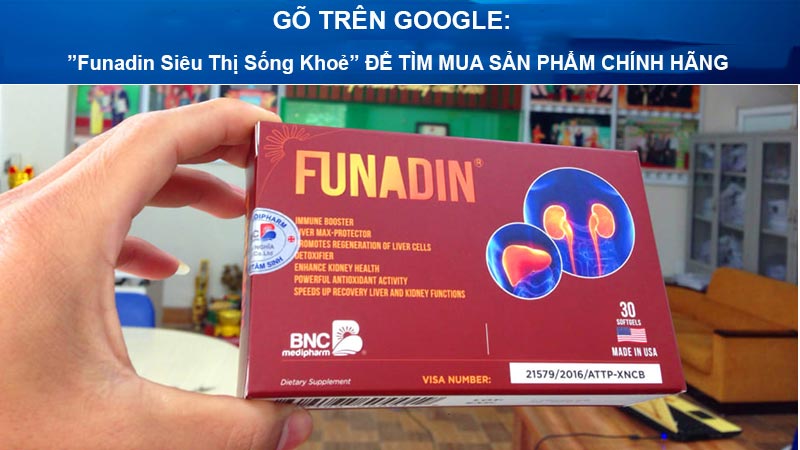 GÕ TRÊN GOOGLE:
”Funadin Siêu Thị Sống Khoẻ” ĐỂ TÌM MUA SẢN PHẨM CHÍNH HÃNG
FUNADIN®
IMMUNE BOOSTER
LIVER MAX-PROTECTOR
PROMOTES REGENERATION OF LIVER CELLS
DETOXIFIER
ENHANCE KIDNEY HEALTH
POWERFUL ANTIOXIDANT ACTIVITY
SPEEDS UP RECOVERY LIVER AND KIDNEY FUNCTIONS
30
SOFTGELS
MADE IN USA
BNC
medipharm
Dietary Supplement
VISA NUMBER:
21579/2016/ATTP-XNCB